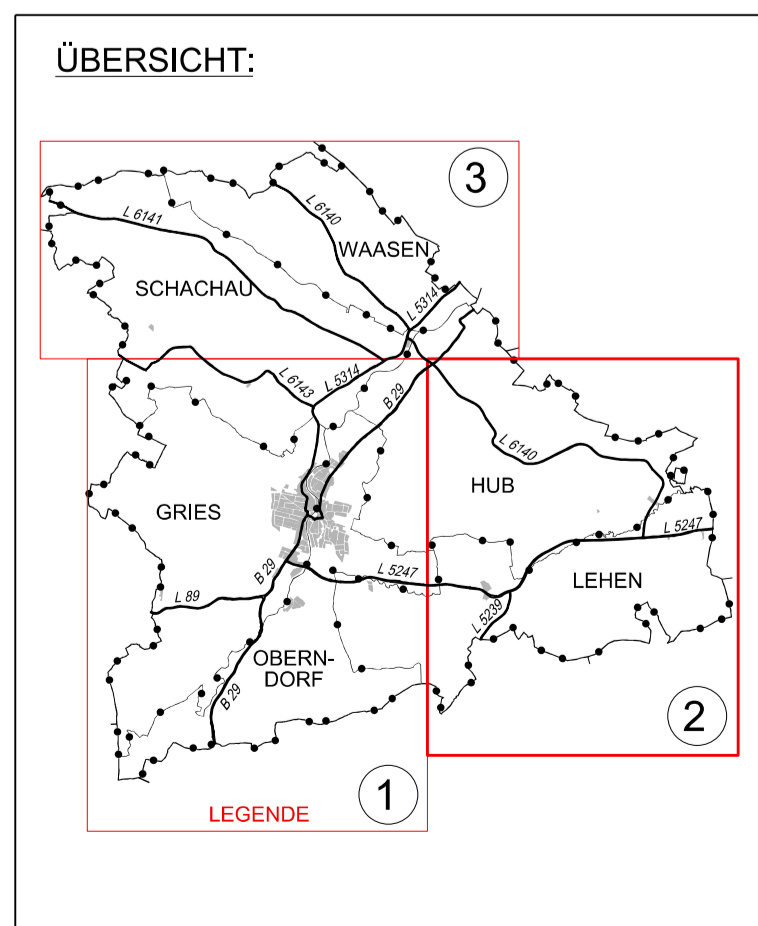 ÜBERSICHT:
3
L 6141
L 6140
WAASEN
SCHACHAU
L 5314
L 6143
L 5314
B 29
L 6140
HUB
GRIES
L 5247
L 5247
B 29
L 89
LEHEN
L 5239
OBERN-
DORF
B 29
2
1
LEGENDE